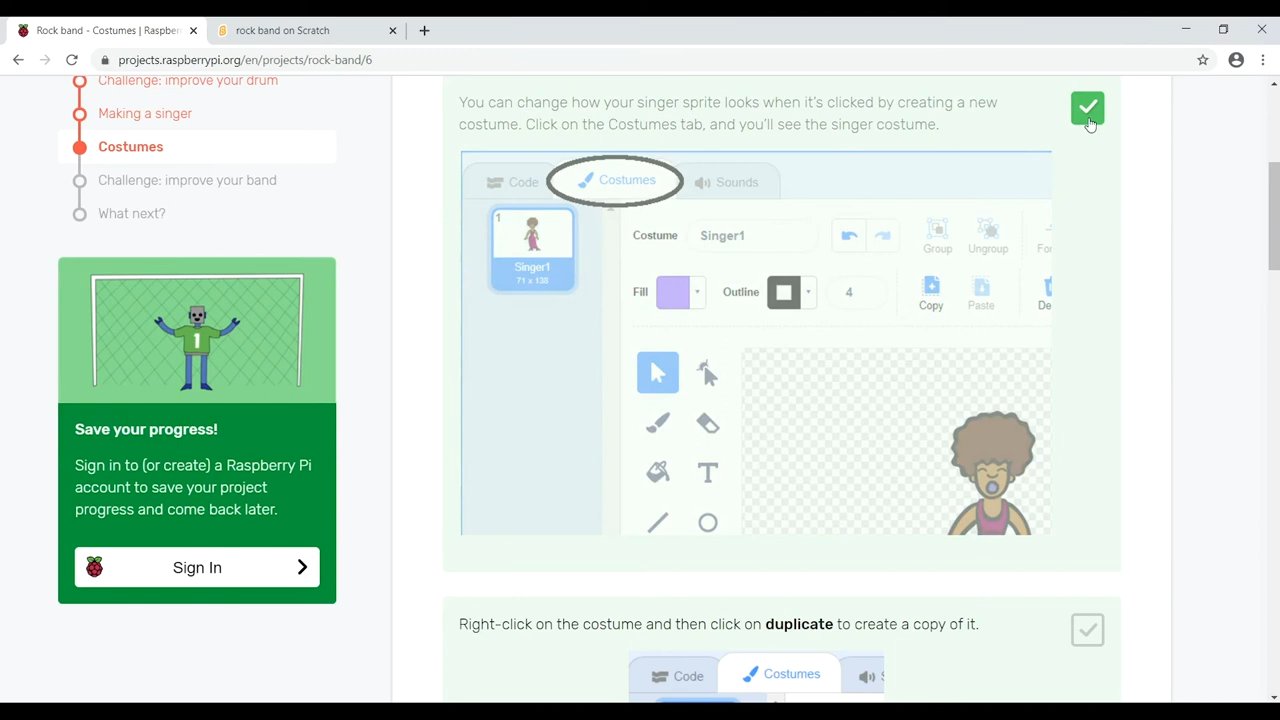 Rock band - Costumes | Raspber
rock band on Scratch
projects.raspberrypi.org/en/projects/rock-band/6
Challenge: improve your drum
Making a singer
Costumes
Challenge: improve your band
What next?
1
Save your progress!
Sign in to (or create) a Raspberry Pi
account to save your project
progress and come back later.
Sign In
You can change how your singer sprite looks when it's clicked by creating a new
costume. Click on the Costumes tab, and you'll see the singer costume.
Code
Costumes
Sounds
1
Singer1
71 x 138
Costume
Singer1
Group
Ungroup
Fill
Outline
4
Copy
Paste
T
Right-click on the costume and then click on duplicate to create a copy of it.
Code
Costumes